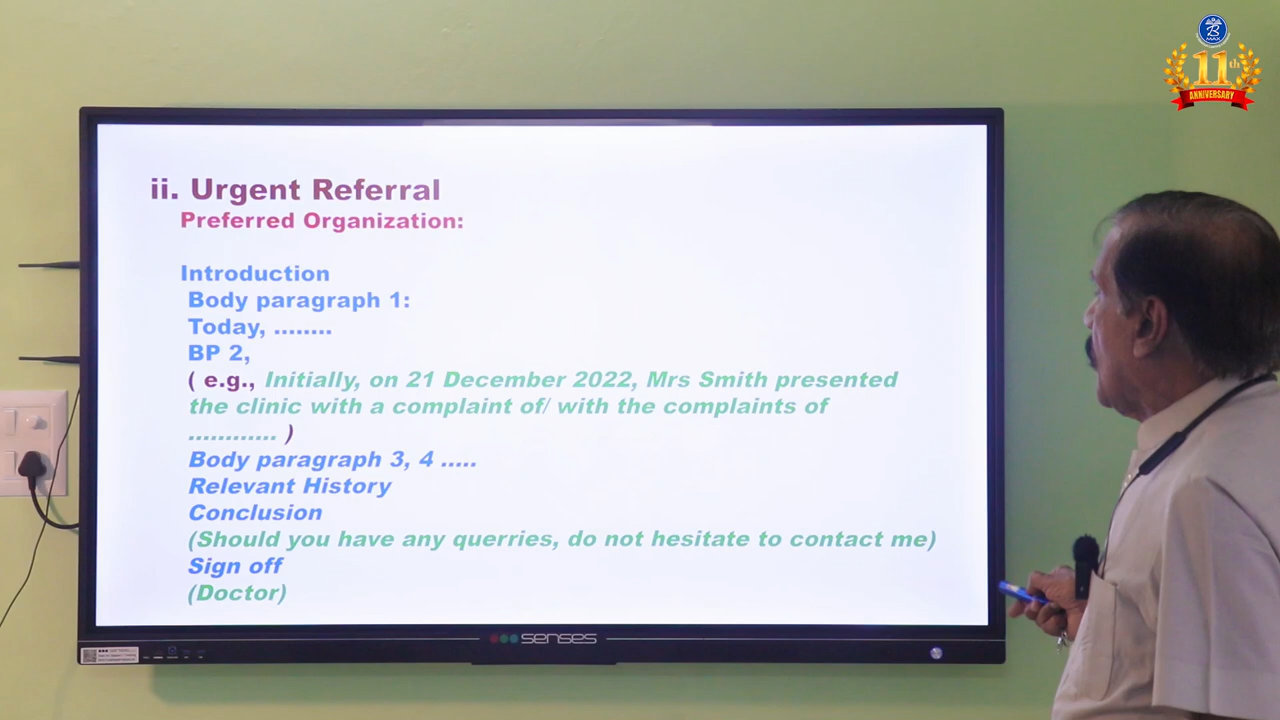 B
MAX
11th
ANNIVERSARY
ii. Urgent Referral
Preferred Organization:
Introduction
Body paragraph 1:
Today, ........
BP 2,
( e.g., Initially, on 21 December 2022, Mrs Smith presented
the clinic with a complaint of/ with the complaints of
............ )
Body paragraph 3, 4 .....
Relevant History
Conclusion
(Should you have any querries, do not hesitate to contact me)
Sign off
(Doctor)
senses